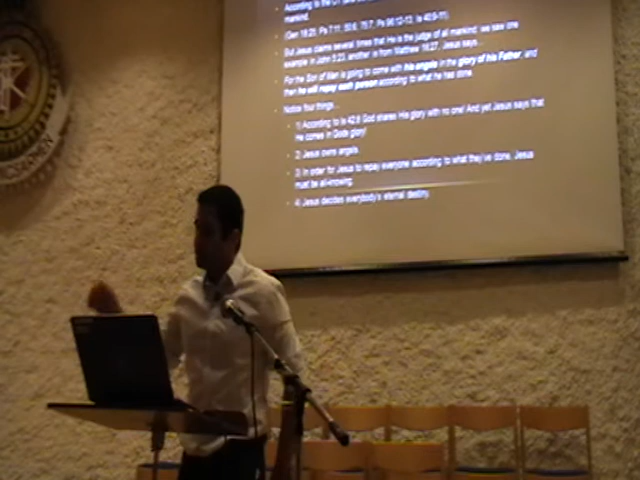 According to the OT
mankind.
(Gen 18:25, Ps 7:11, 50:6, 75:7, Ps 96:12-13, Is 40:9-11).
But Jesus claims several times that He is the judge of all mankind; we saw one
example in John 5:23, another is from Matthew 16:27, Jesus says...
For the Son of Man is going to come with his angels in the glory of his Father, and
then he will repay each person according to what he has done.
Notice four things...
1) According to Is 42:8 God shares His glory with no one! And yet Jesus says that
He comes in Gods glory!
2) Jesus owns angels.
3) In order for Jesus to repay everyone according to what they've done, Jesus
must be all-knowing.
4) Jesus decides everybody's eternal destiny.